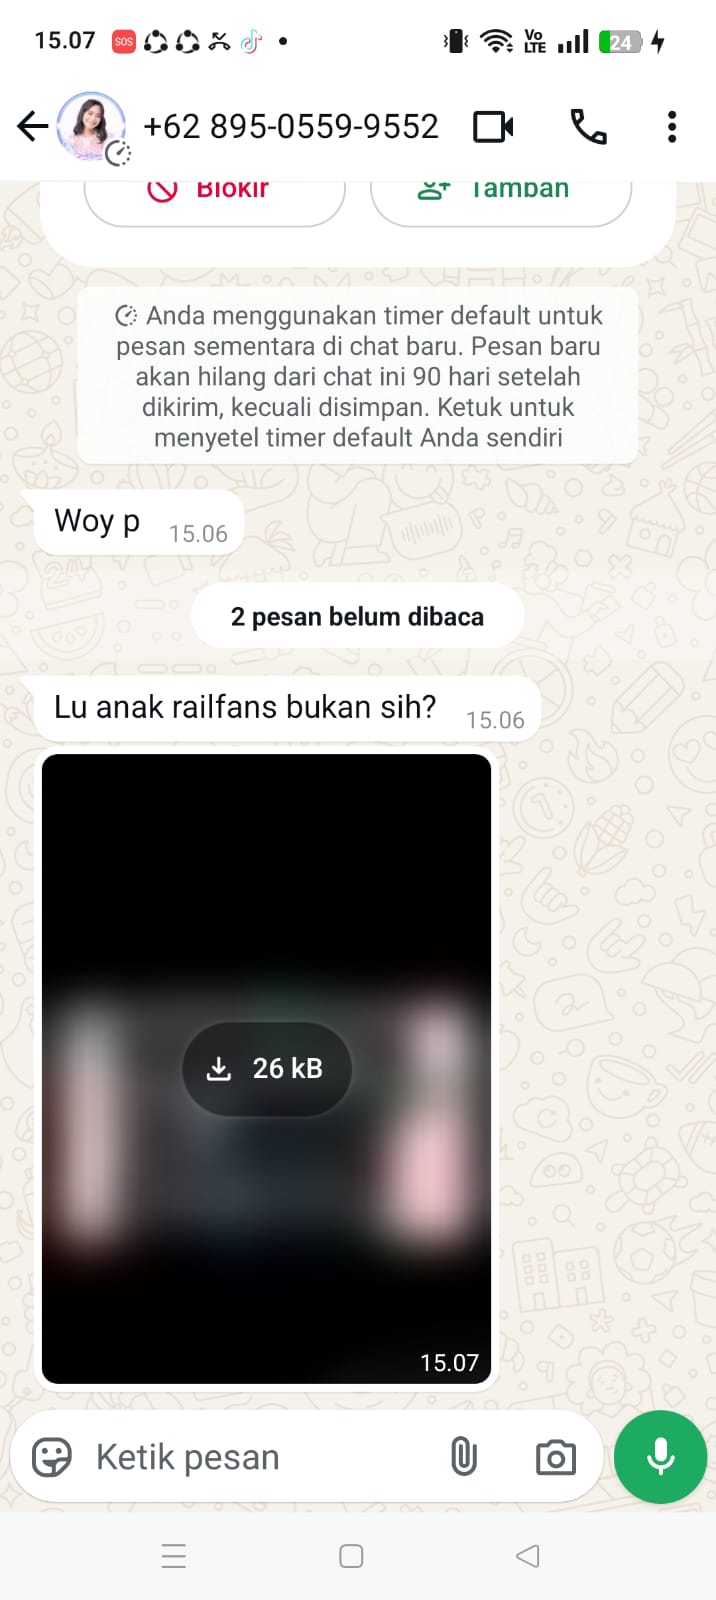 15.07 SOS Vo LTE 24
+62 895-0559-9552
Blokir Tambah
Anda menggunakan timer default untuk
pesan sementara di chat baru. Pesan baru
akan hilang dari chat ini 90 hari setelah
dikirim, kecuali disimpan. Ketuk untuk
menyetel timer default Anda sendiri
Woy p 15.06
2 pesan belum dibaca
Lu anak railfans bukan sih? 15.06
26 kB
15.07
Ketik pesan